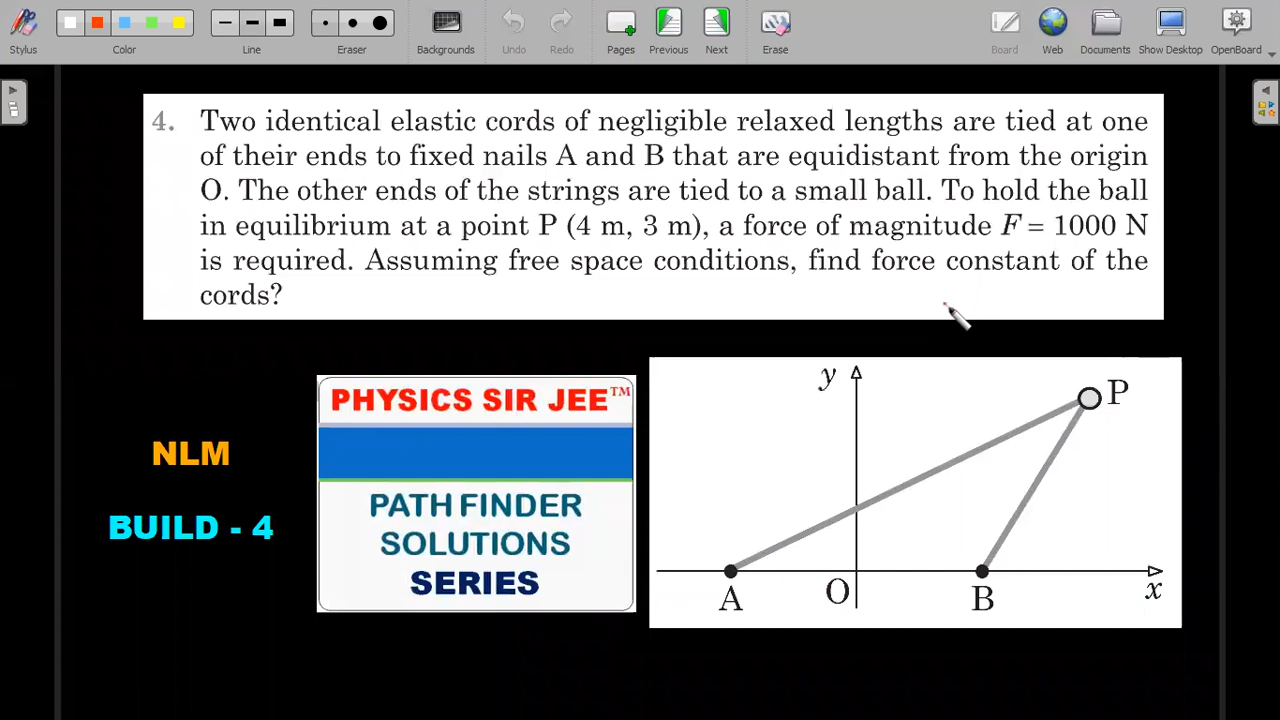 Stylus
Color
Line
Eraser
Backgrounds
Undo
Redo
Pages
Previous
Next
Erase
Board
Web
Documents
Show Desktop
OpenBoard
4. Two identical elastic cords of negligible relaxed lengths are tied at one
of their ends to fixed nails A and B that are equidistant from the origin
O. The other ends of the strings are tied to a small ball. To hold the ball
in equilibrium at a point P (4 m, 3 m), a force of magnitude F = 1000 N
is required. Assuming free space conditions, find force constant of the
cords?
NLM
BUILD - 4
PHYSICS SIR JEE™
PATH FINDER
SOLUTIONS
SERIES
y
P
A
O
B
x